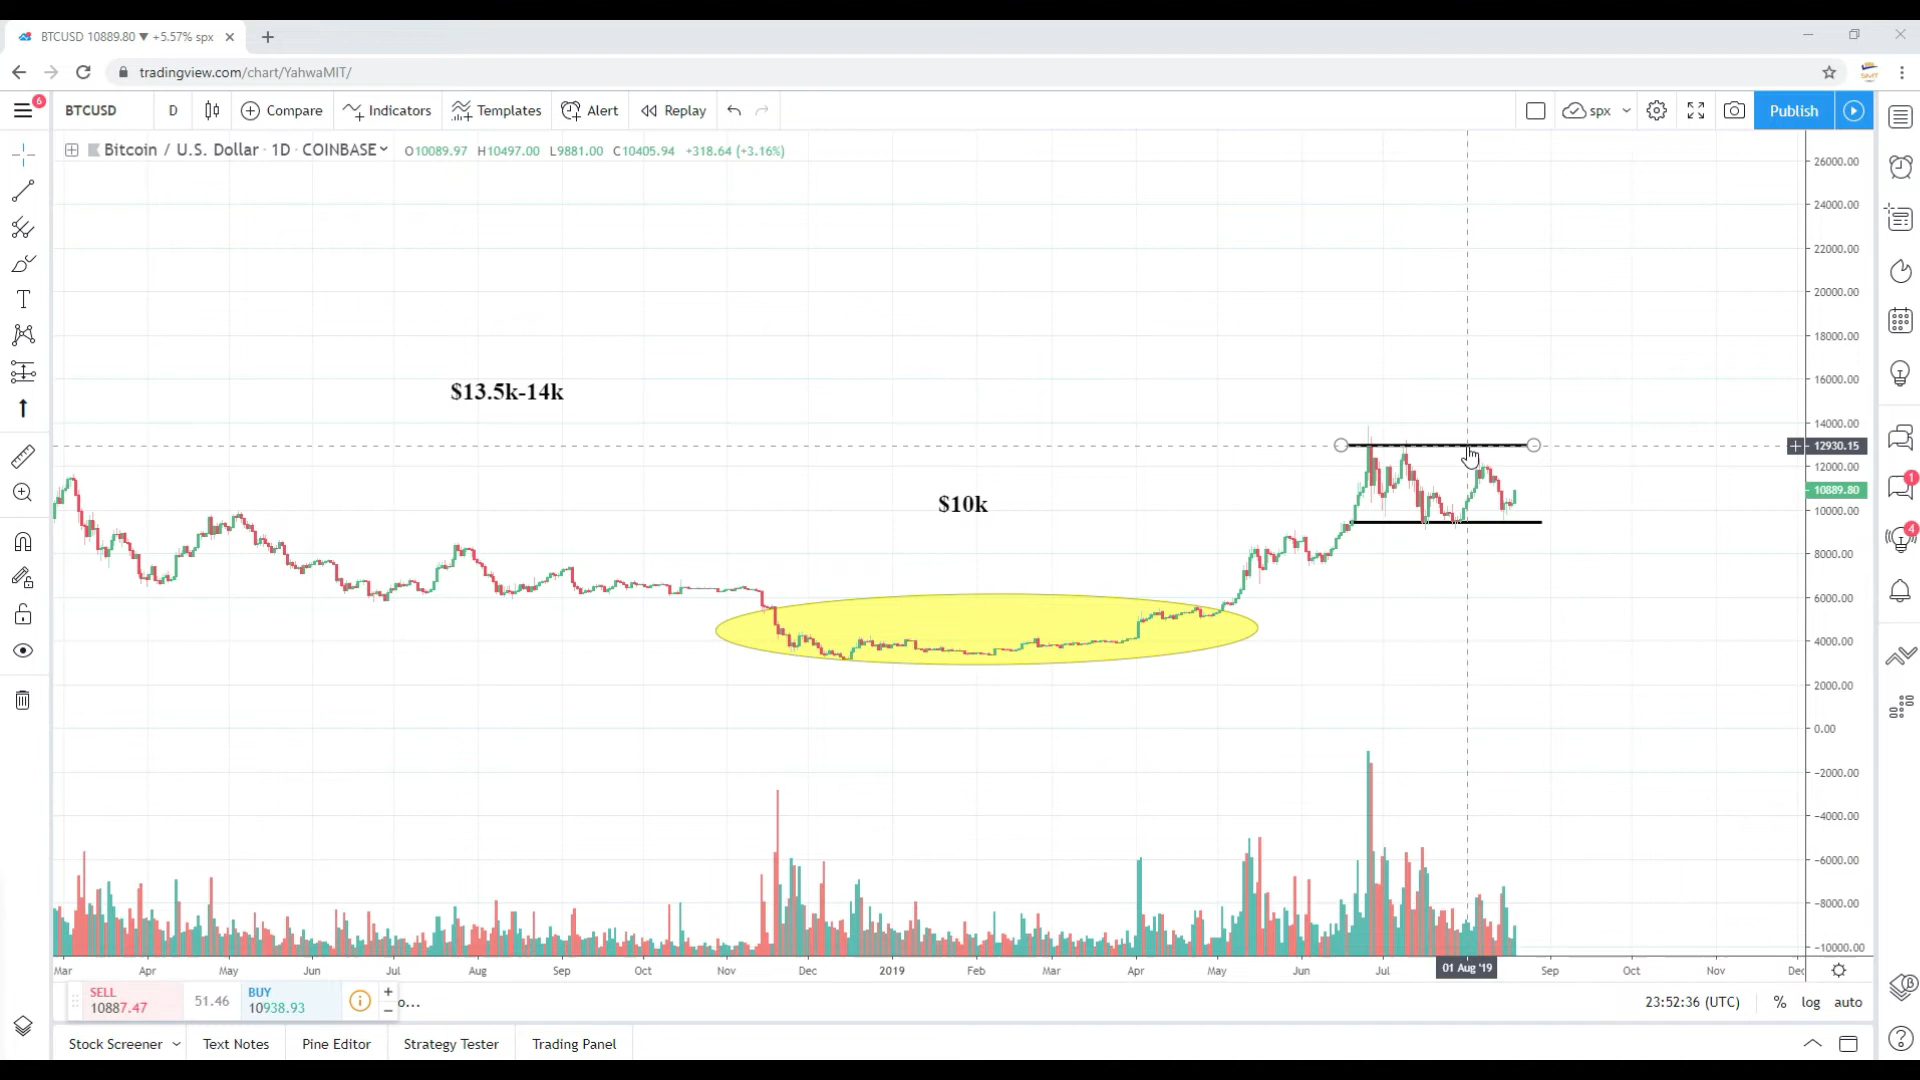 BTCUSD 10889.80 ▼ +5.57% spx
tradingview.com/chart/YahwaMIT/
6
BTCUSD D Compare Indicators Templates Alert Replay spx Publish
Bitcoin / U.S. Dollar · 1D · COINBASE O10089.97 H10497.00 L9881.00 C10405.94 +318.64 (+3.16%)
26000.00
24000.00
22000.00
20000.00
18000.00
16000.00
$13.5k-14k
14000.00
12930.15
12000.00
1
10889.80
$10k
10000.00
4
8000.00
6000.00
4000.00
2000.00
0.00
-2000.00
-4000.00
-6000.00
-8000.00
-10000.00
Mar Apr May Jun Jul Aug Sep Oct Nov Dec 2019 Feb Mar Apr May Jun Jul 01 Aug '19 Sep Oct Nov Dec
SELL 10887.47 51.46 BUY 10938.93 o... 23:52:36 (UTC) % log auto
Stock Screener Text Notes Pine Editor Strategy Tester Trading Panel